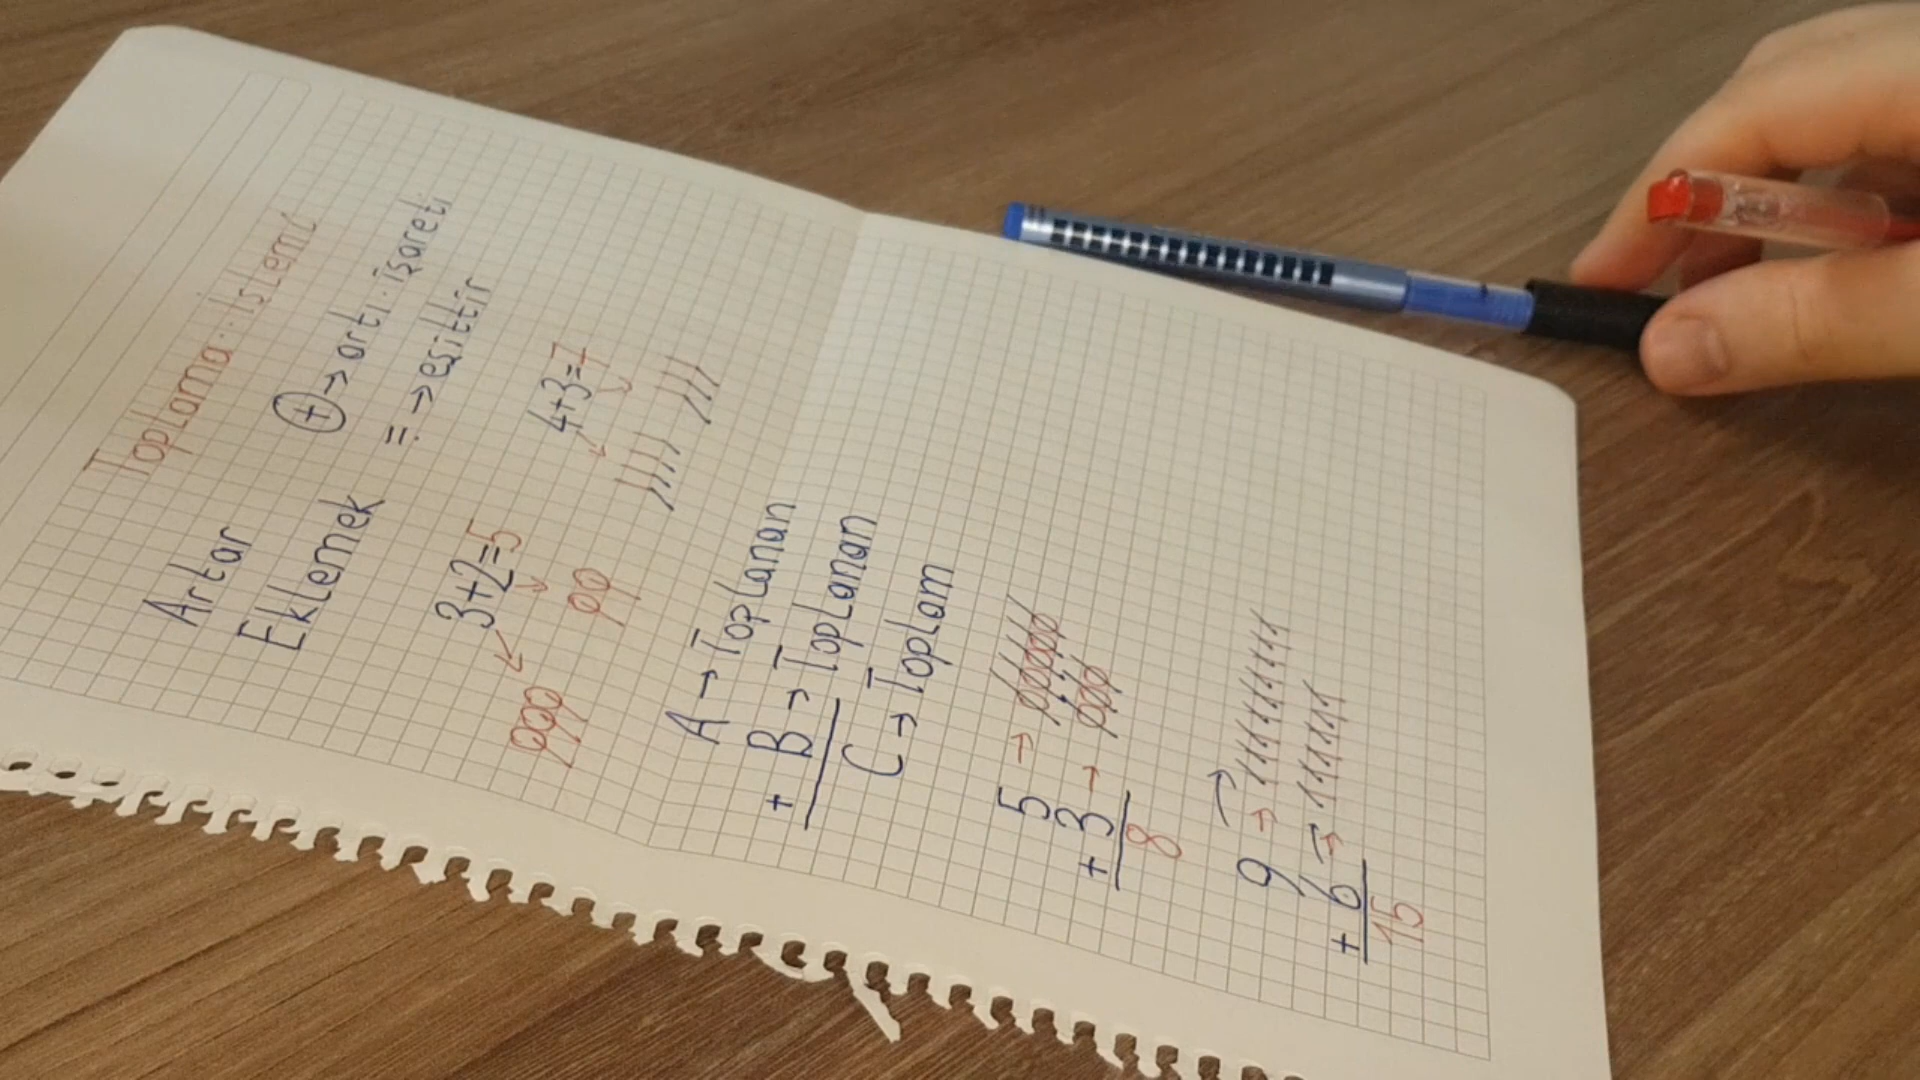 Toplama İşlemi
Artar + → artı işareti
Eklemek = → eşittir
3+2=5 4+3=7
A → Toplanan
+ B → Toplanan
C → Toplam
5 →
+ 3 →
8
9 →
+ 6 →
15